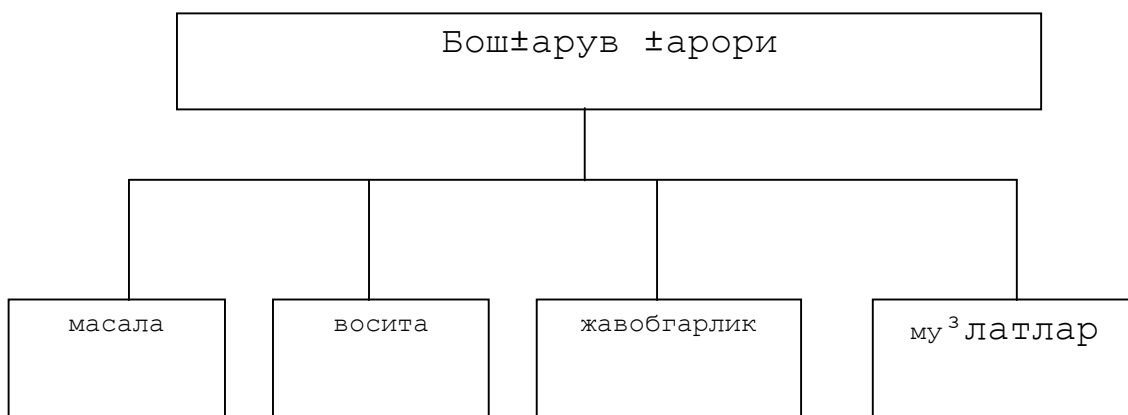 Бош±арув ±арори
масала
восита
жавобгарлик
му³латлар